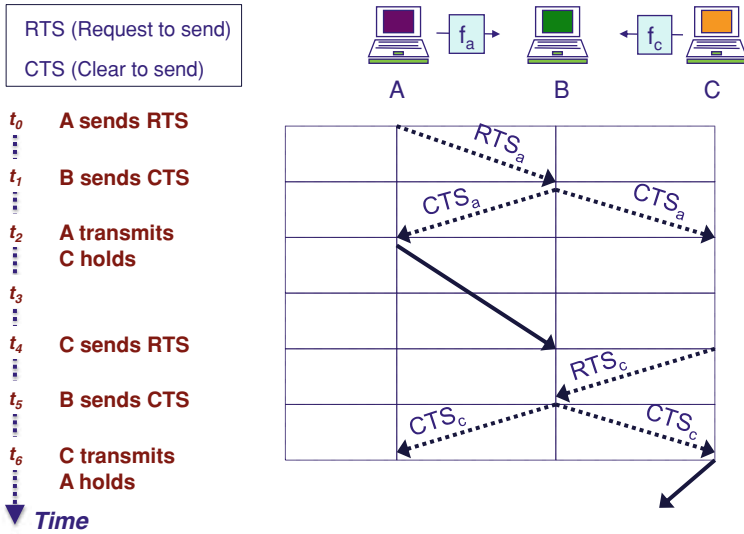 RTS (Request to send)
CTS (Clear to send)
fa
fc
A
B
C
t0 A sends RTS
t1 B sends CTS
t2 A transmits
C holds
t3
t4 C sends RTS
t5 B sends CTS
t6 C transmits
A holds
Time
RTSa
CTSa
CTSa
RTSc
CTSc
CTSc